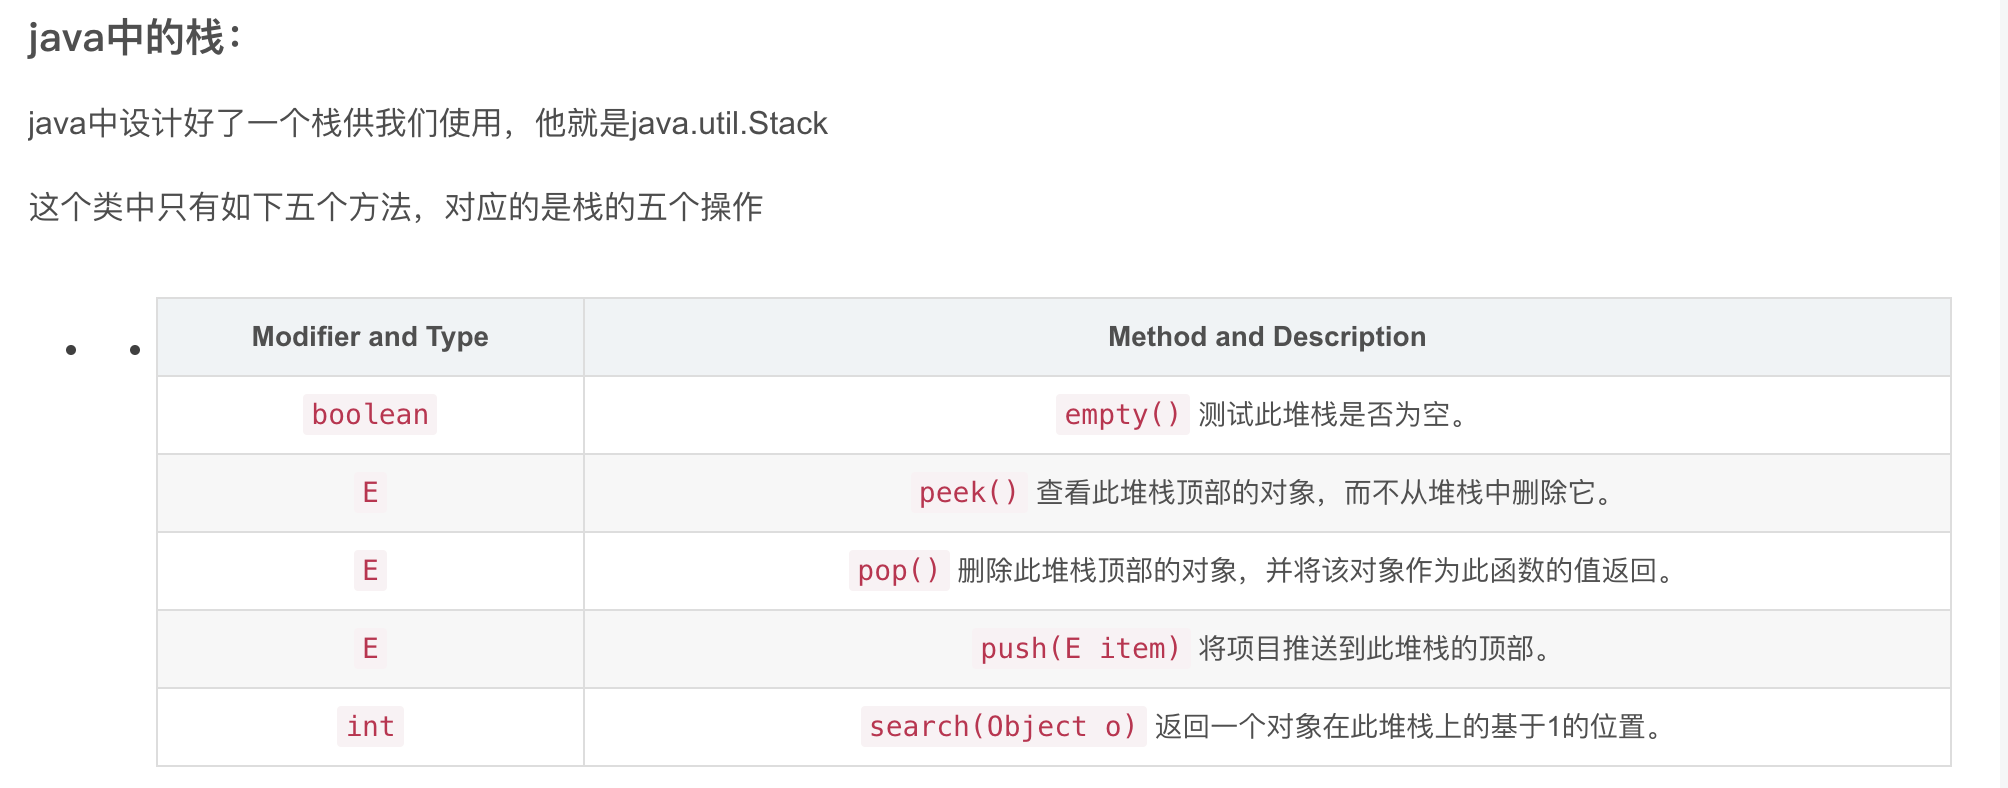 java中的栈：
java中设计好了一个栈供我们使用，他就是java.util.Stack
这个类中只有如下五个方法，对应的是栈的五个操作
Modifier and Type Method and Description
boolean empty() 测试此堆栈是否为空。
E peek() 查看此堆栈顶部的对象，而不从堆栈中删除它。
E pop() 删除此堆栈顶部的对象，并将该对象作为此函数的值返回。
E push(E item) 将项目推送到此堆栈的顶部。
int search(Object o) 返回一个对象在此堆栈上的基于1的位置。